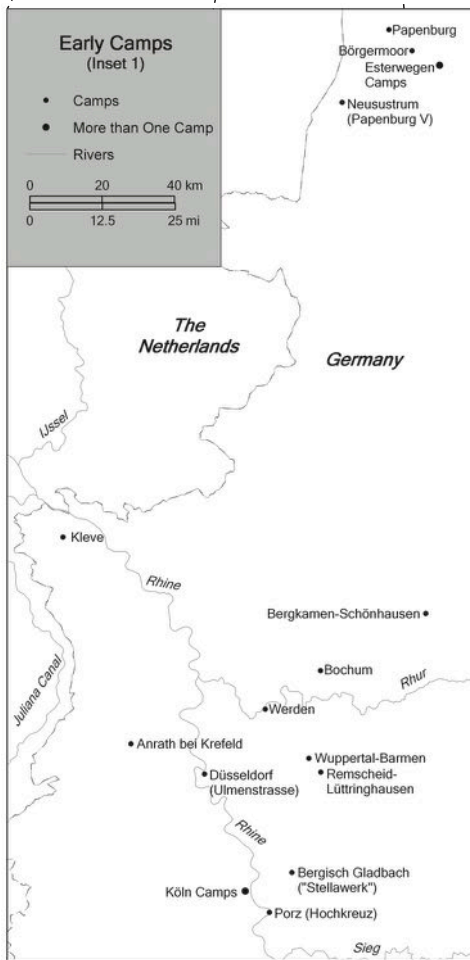 Early Camps
(Inset 1)
Camps
More than One Camp
Rivers
0 20 40 km
0 12.5 25 mi
Papenburg
Börgermoor
Esterwegen
Camps
Neusustrum
(Papenburg V)
The
Netherlands
Germany
IJssel
Kleve
Rhine
Bergkamen-Schönhausen
Juliana Canal
Bochum
Rhur
Werden
Anrath bei Krefeld
Wuppertal-Barmen
Remscheid-
Lüttringhausen
Düsseldorf
(Ulmenstrasse)
Rhine
Bergisch Gladbach
("Stellawerk")
Köln Camps
Porz (Hochkreuz)
Sieg